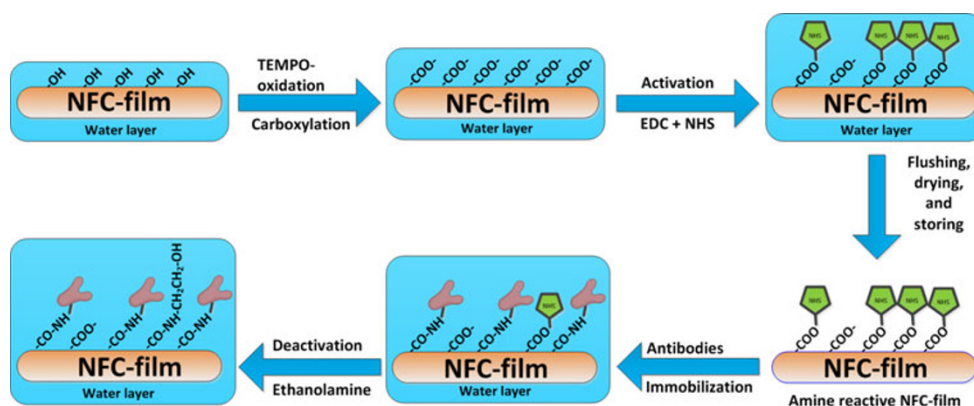 -OH -OH -OH -OH -OH
NFC-film
Water layer
TEMPO-
oxidation
Carboxylation
-COO- -COO- -COO- -COO- -COO- -COO-
NFC-film
Water layer
Activation
EDC + NHS
NHS NHS NHS NHS
-COO -COO- -COO -COO -COO
NFC-film
Water layer
Flushing,
drying,
and
storing
NHS NHS NHS NHS
-COO -COO- -COO -COO -COO
NFC-film
Amine reactive NFC-film
Antibodies
Immobilization
NHS
-CO-NH -COO- -CO-NH -COO -CO-NH
NFC-film
Water layer
Deactivation
Ethanolamine
-CO-NH -COO- -CO-NH -CO-NH-CH2CH2-OH -CO-NH
NFC-film
Water layer